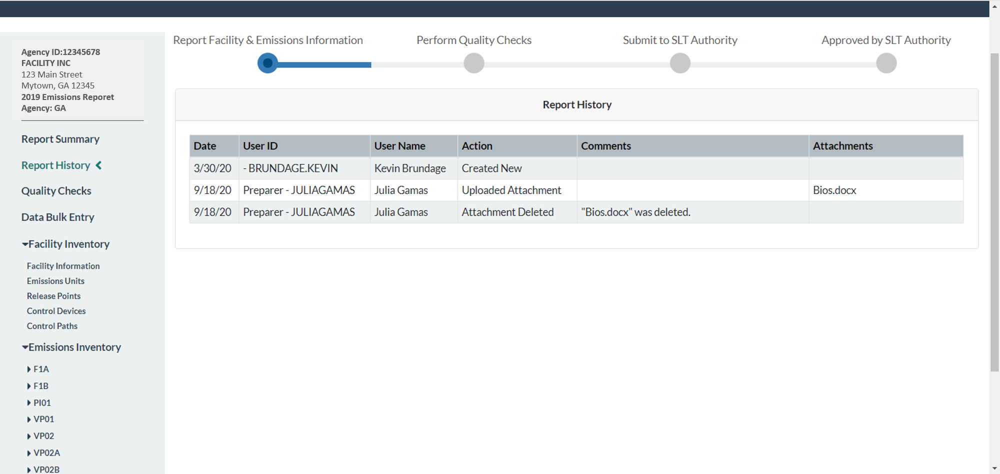 Report Facility & Emissions Information
Perform Quality Checks
Submit to SLT Authority
Approved by SLT Authority
Agency ID:12345678
FACILITY INC
123 Main Street
Mytown, GA 12345
2019 Emissions Reporet
Agency: GA
Report Summary
Report History
Quality Checks
Data Bulk Entry
Facility Inventory
Facility Information
Emissions Units
Release Points
Control Devices
Control Paths
Emissions Inventory
F1A
F1B
PI01
VP01
VP02
VP02A
VP02B
Report History
Date User ID User Name Action Comments Attachments
3/30/20 - BRUNDAGE.KEVIN Kevin Brundage Created New
9/18/20 Preparer - JULIAGAMAS Julia Gamas Uploaded Attachment Bios.docx
9/18/20 Preparer - JULIAGAMAS Julia Gamas Attachment Deleted "Bios.docx" was deleted.